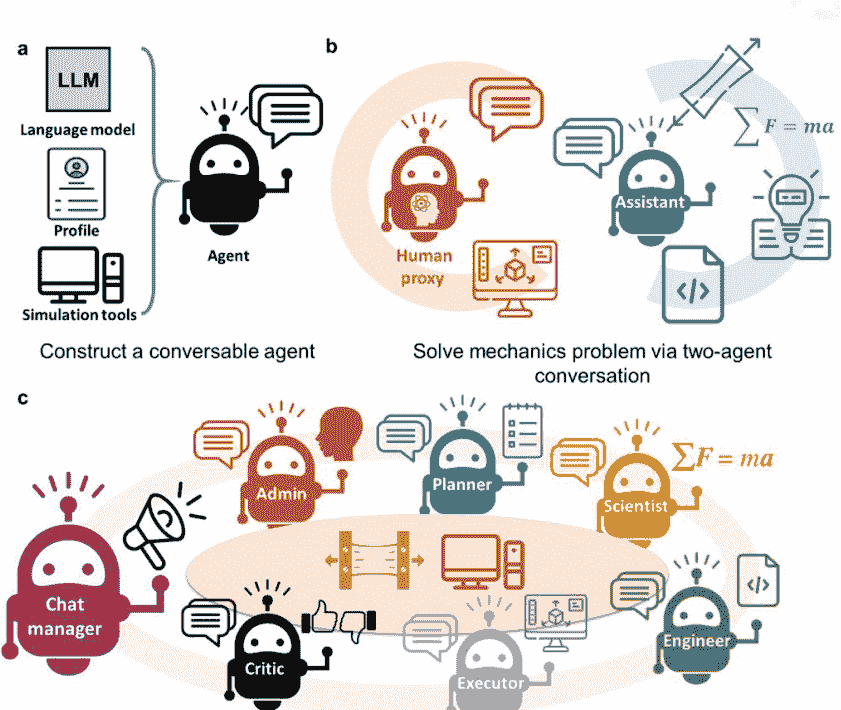 a
LLM
Language model
Profile
Simulation tools
Agent
Construct a conversable agent
b
Human
proxy
Assistant
∑ F = ma
</>
Solve mechanics problem via two-agent
conversation
c
Chat
manager
Admin
Planner
Scientist
∑F = ma
Engineer
</>
Executor
Critic